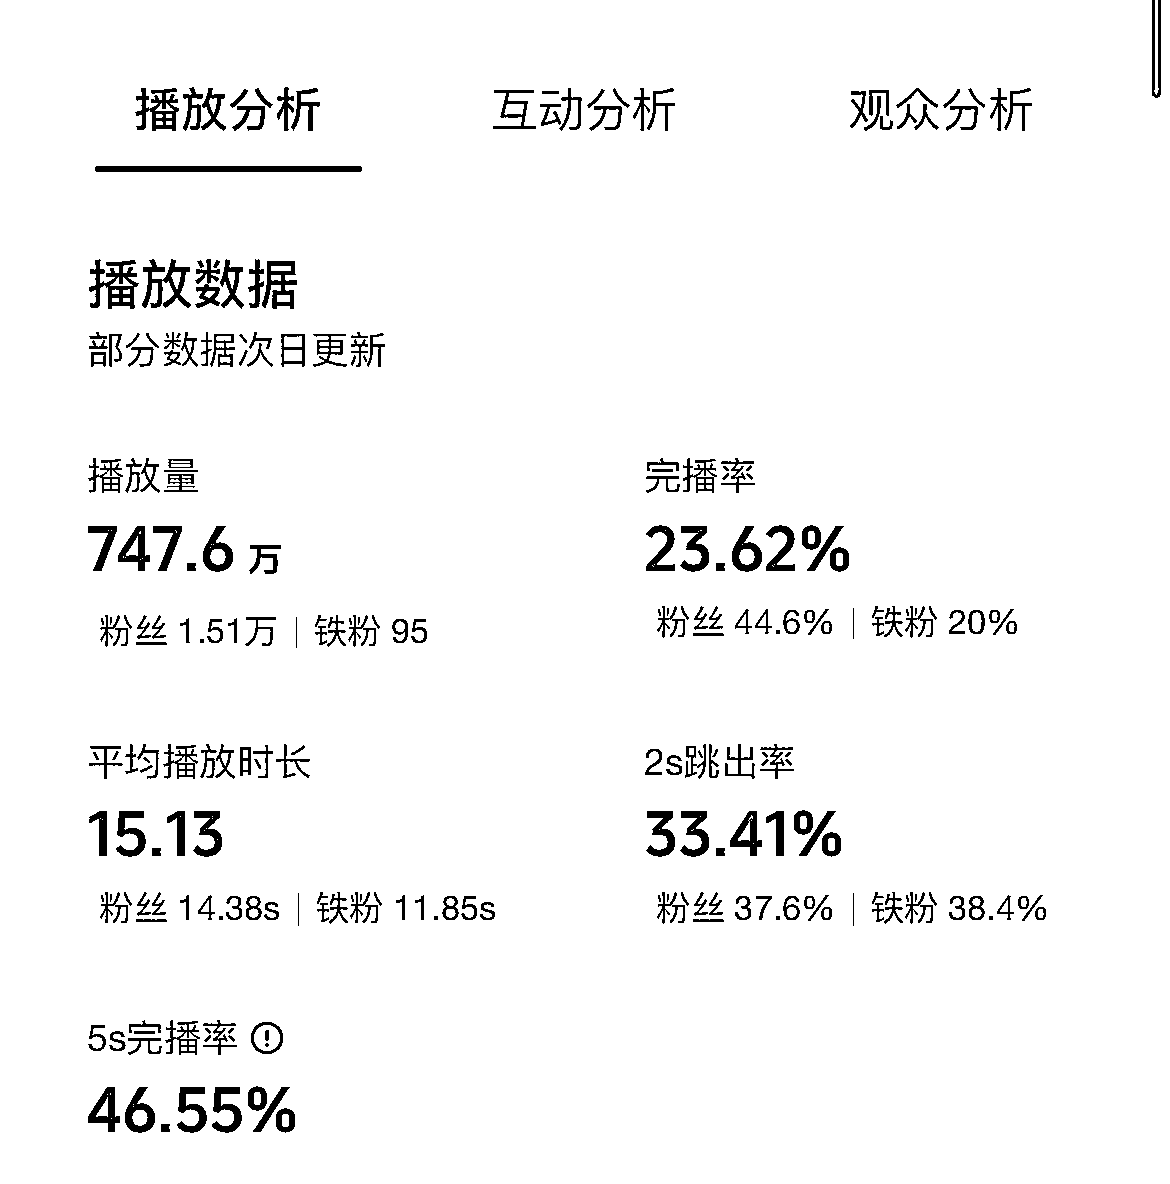 播放分析 互动分析 观众分析
播放数据
部分数据次日更新
播放量 完播率
747.6 万 23.62%
粉丝 1.51万 | 铁粉 95 粉丝 44.6% | 铁粉 20%
平均播放时长 2s跳出率
15.13 33.41%
粉丝 14.38s | 铁粉 11.85s 粉丝 37.6% | 铁粉 38.4%
5s完播率
46.55%